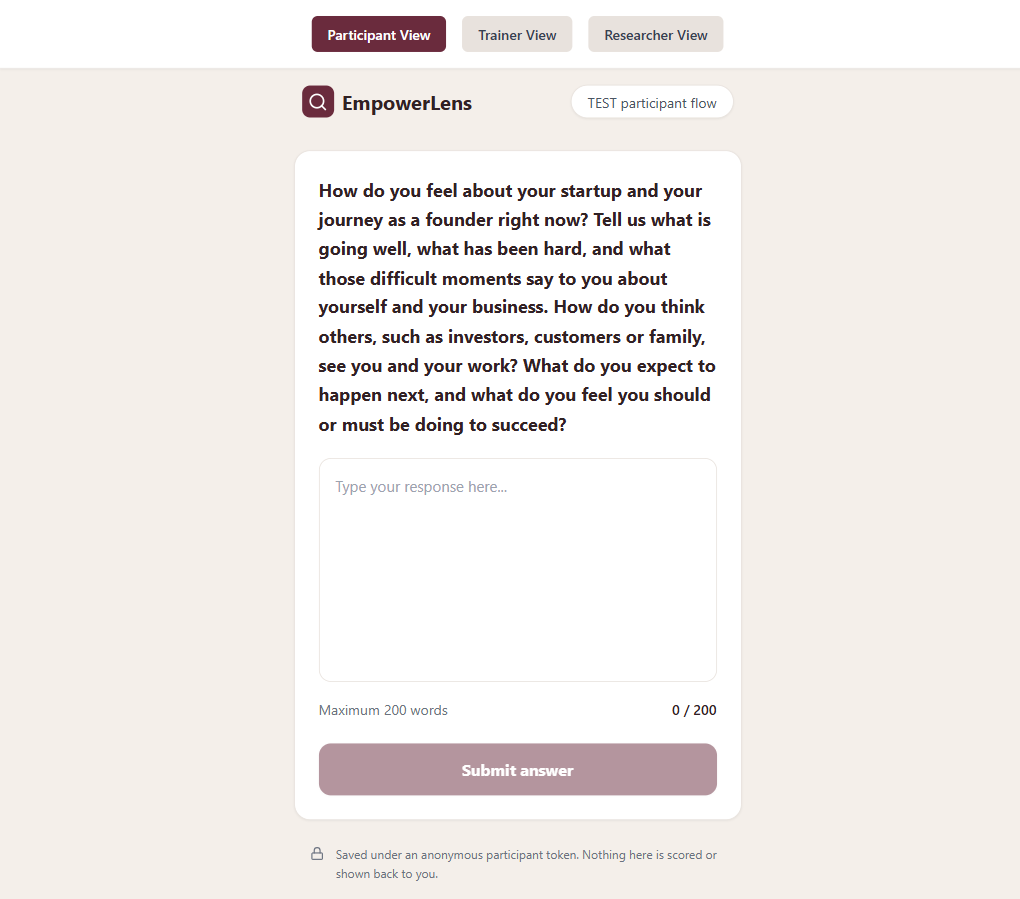 Participant View
Trainer View
Researcher View
EmpowerLens
TEST participant flow
How do you feel about your startup and your
journey as a founder right now? Tell us what is
going well, what has been hard, and what
those difficult moments say to you about
yourself and your business. How do you think
others, such as investors, customers or family,
see you and your work? What do you expect to
happen next, and what do you feel you should
or must be doing to succeed?
Type your response here...
Maximum 200 words
0 / 200
Submit answer
Saved under an anonymous participant token. Nothing here is scored or
shown back to you.